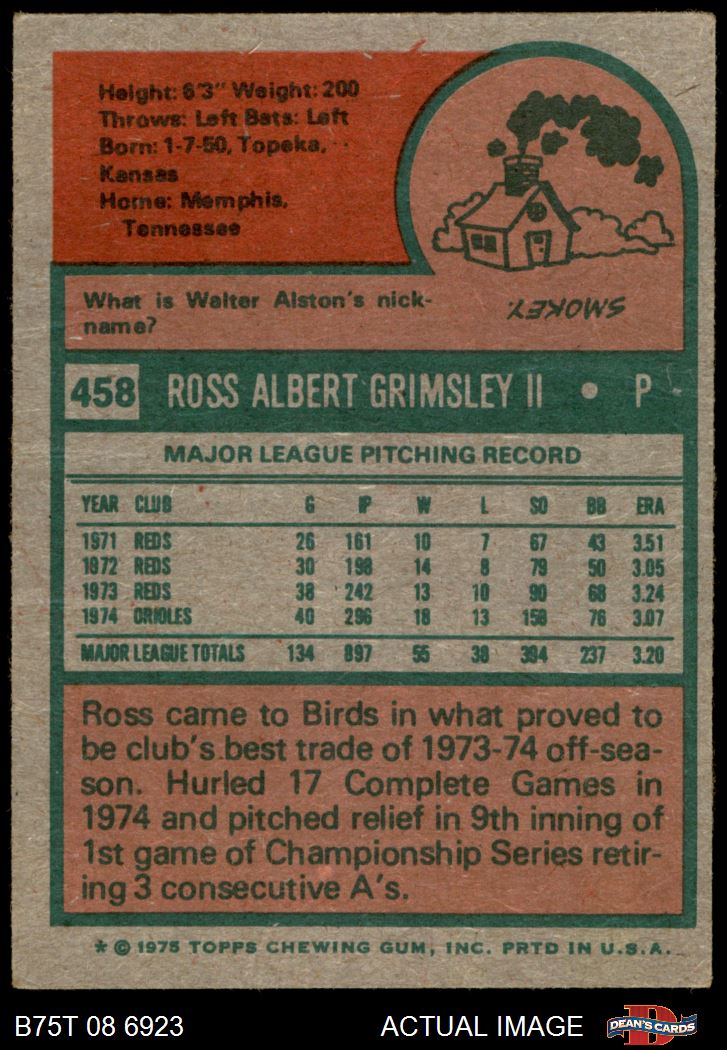 Height: 6'3" Weight: 200
Throws: Left Bats: Left
Born: 1-7-50, Topeka,
Kansas
Home: Memphis,
Tennessee
What is Walter Alston's nick-
name?
SMOKEY.
458 ROSS ALBERT GRIMSLEY II • P
MAJOR LEAGUE PITCHING RECORD
YEAR CLUB G IP W L SO BB ERA
1971 REDS 26 161 10 7 67 43 3.51
1972 REDS 30 198 14 8 79 50 3.05
1973 REDS 38 242 13 10 90 68 3.24
1974 ORIOLES 40 296 18 13 158 76 3.07
MAJOR LEAGUE TOTALS 134 897 55 38 394 237 3.20
Ross came to Birds in what proved to
be club's best trade of 1973-74 off-sea-
son. Hurled 17 Complete Games in
1974 and pitched relief in 9th inning of
1st game of Championship Series retir-
ing 3 consecutive A's.
* © 1975 TOPPS CHEWING GUM, INC. PRTD IN U.S.A.
B75T 08 6923 ACTUAL IMAGE DEAN'S CARDS